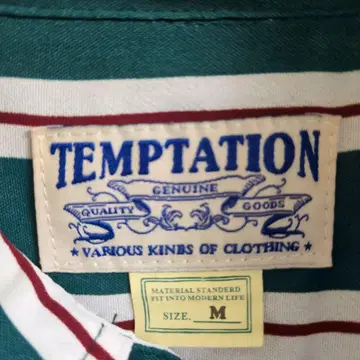 TEMPTATION
GENUINE
QUALITY GOODS
★ VARIOUS KINBS OF CLOTHING ★
MATERIAL STANDERD
FIT INTO MODERN LIFE
SIZE. M